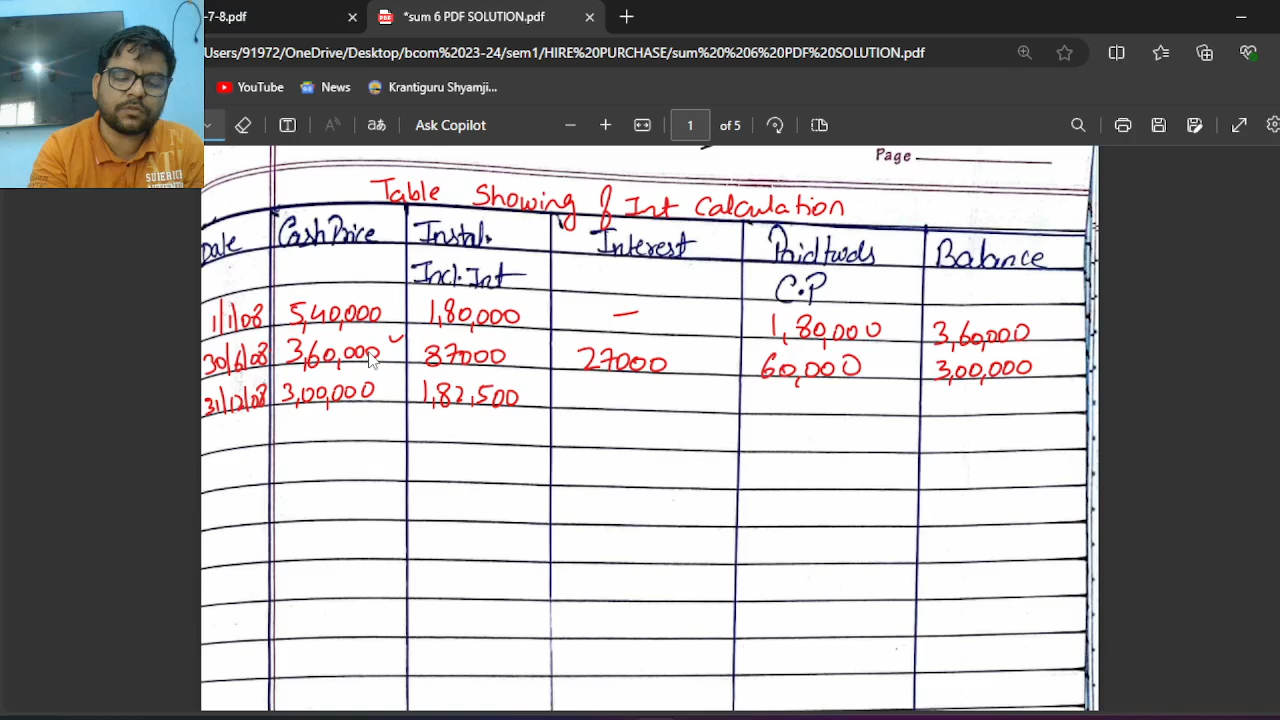 -7-8.pdf
*sum 6 PDF SOLUTION.pdf
Users/91972/OneDrive/Desktop/bcom%2023-24/sem1/HIRE%20PURCHASE/sum%20%206%20PDF%20SOLUTION.pdf
YouTube News Krantiguru Shyamji...
aあ Ask Copilot 1 of 5
Page
Table Showing of Int Calculation
Date Cash Price Instal. Interest Paid twds Balance
Incl. Int C.P
1/1/08 5,40,000 1,80,000 — 1,80,000 3,60,000
30/6/08 3,60,000 87000 27000 60,000 3,00,000
31/12/08 3,00,000 1,82,500